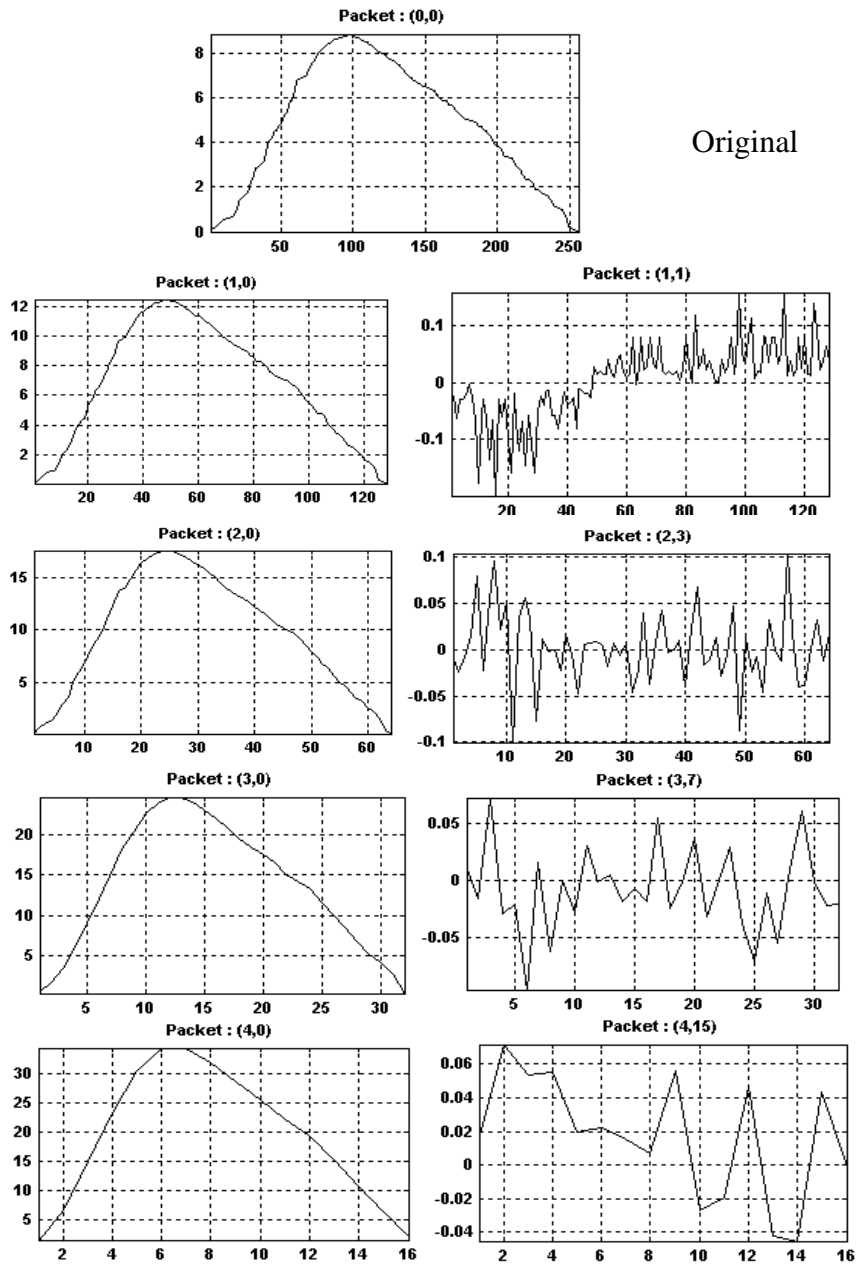 Packet : (0,0)
8
6
4
2
0
50 100 150 200 250
Original
Packet : (1,0)
12
10
8
6
4
2
20 40 60 80 100 120
Packet : (1,1)
0.1
0
-0.1
20 40 60 80 100 120
Packet : (2,0)
15
10
5
10 20 30 40 50 60
Packet : (2,3)
0.1
0.05
0
-0.05
-0.1
10 20 30 40 50 60
Packet : (3,0)
20
15
10
5
5 10 15 20 25 30
Packet : (3,7)
0.05
0
-0.05
5 10 15 20 25 30
Packet : (4,0)
30
25
20
15
10
5
2 4 6 8 10 12 14 16
Packet : (4,15)
0.06
0.04
0.02
0
-0.02
-0.04
2 4 6 8 10 12 14 16